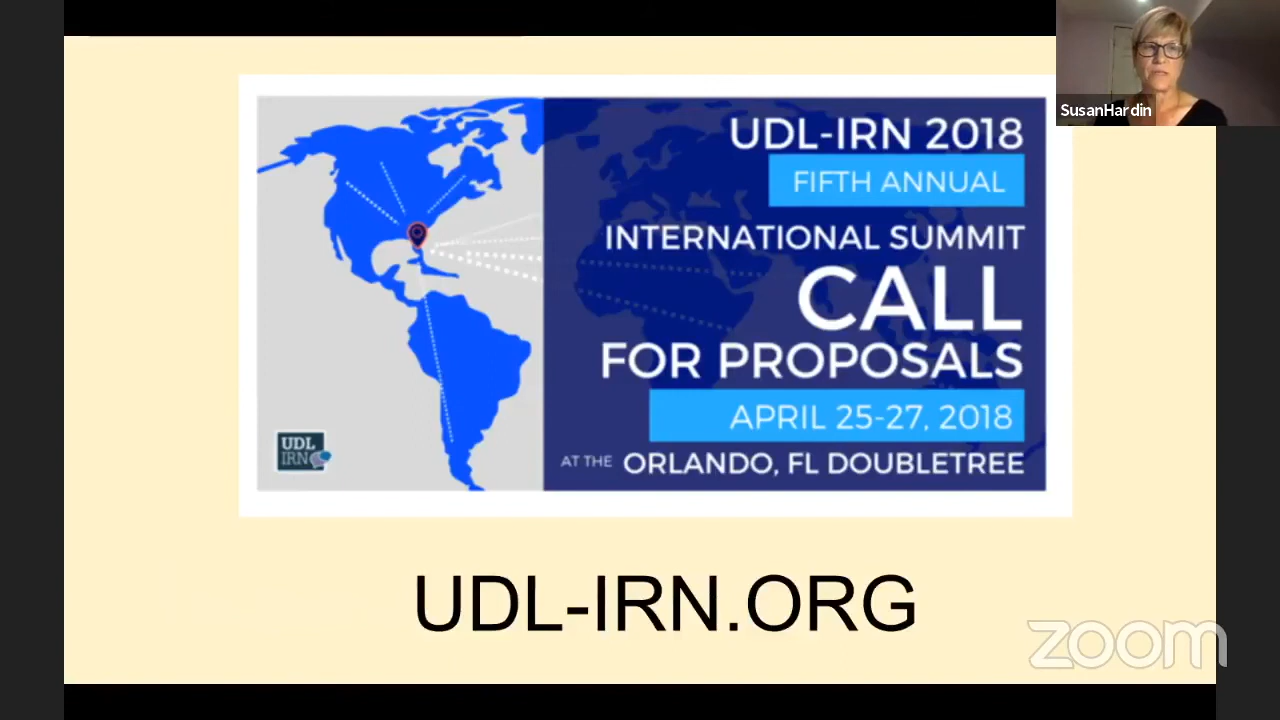 SusanHardin
UDL-IRN 2018
FIFTH ANNUAL
INTERNATIONAL SUMMIT
CALL
FOR PROPOSALS
APRIL 25-27, 2018
AT THE ORLANDO, FL DOUBLETREE
UDL
IRN
UDL-IRN.ORG
zoom